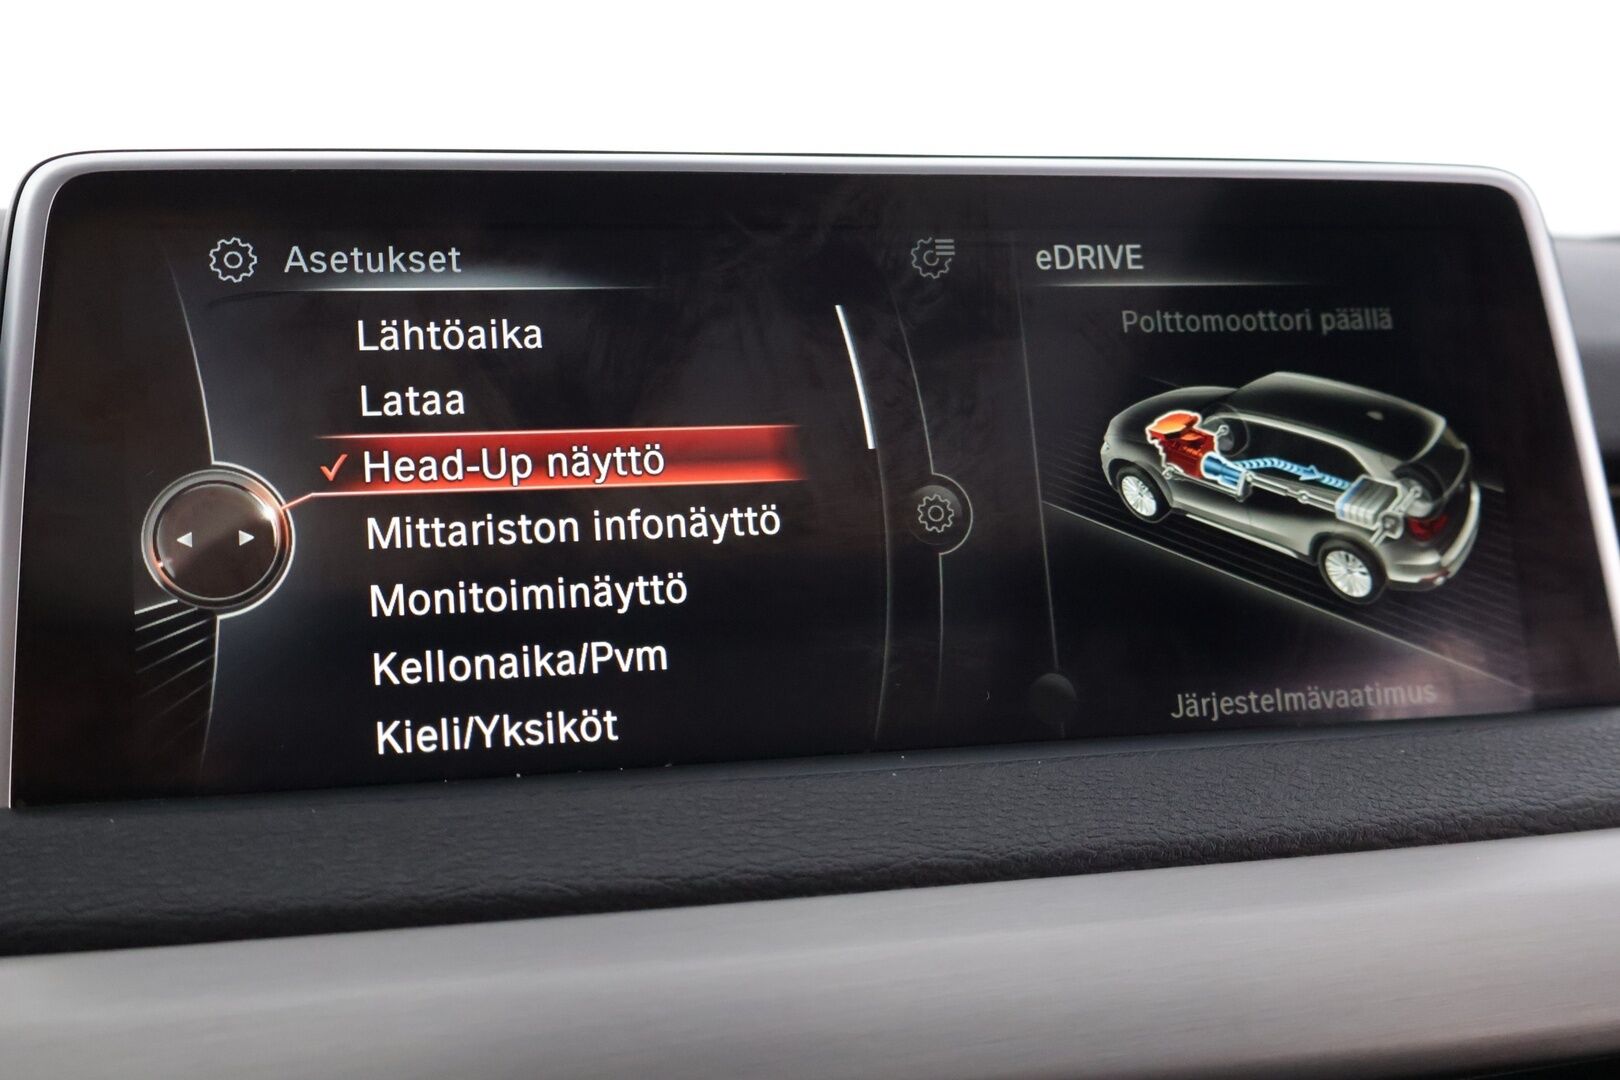 Asetukset
Lähtöaika
Lataa
Head-Up näyttö
Mittariston infonäyttö
Monitoiminäyttö
Kellonaika/Pvm
Kieli/Yksiköt
eDRIVE
Polttomoottori päällä
Järjestelmävaatimus